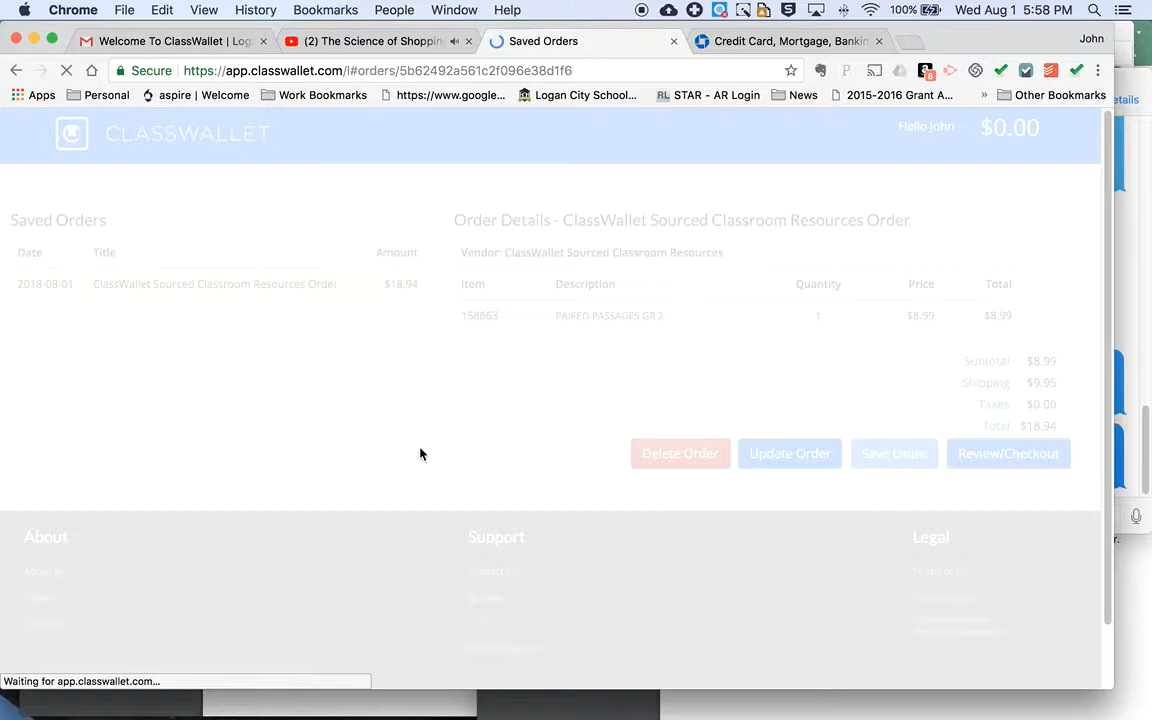 Chrome File Edit View History Bookmarks People Window Help 100% Wed Aug 1 5:58 PM
Welcome To ClassWallet | Log (2) The Science of Shoppin Saved Orders Credit Card, Mortgage, Bankin John
Secure https://app.classwallet.com/l#orders/5b62492a561c2f096e38d1f6 8
Apps Personal aspire | Welcome Work Bookmarks https://www.google... Logan City School... RL STAR - AR Login News 2015-2016 Grant A... » Other Bookmarks
etails
CLASSWALLET Hello John $0.00
Saved Orders Order Details - ClassWallet Sourced Classroom Resources Order
Date Title Amount Vendor: ClassWallet Sourced Classroom Resources
2018-08-01 ClassWallet Sourced Classroom Resources Order $18.94 Item Description Quantity Price Total
158663 PAIRED PASSAGES GR 2 1 $8.99 $8.99
Subtotal $8.99
Shipping $9.95
Taxes $0.00
Total $18.94
Delete Order Update Order Save Order Review/Checkout
About Support Legal
Waiting for app.classwallet.com...